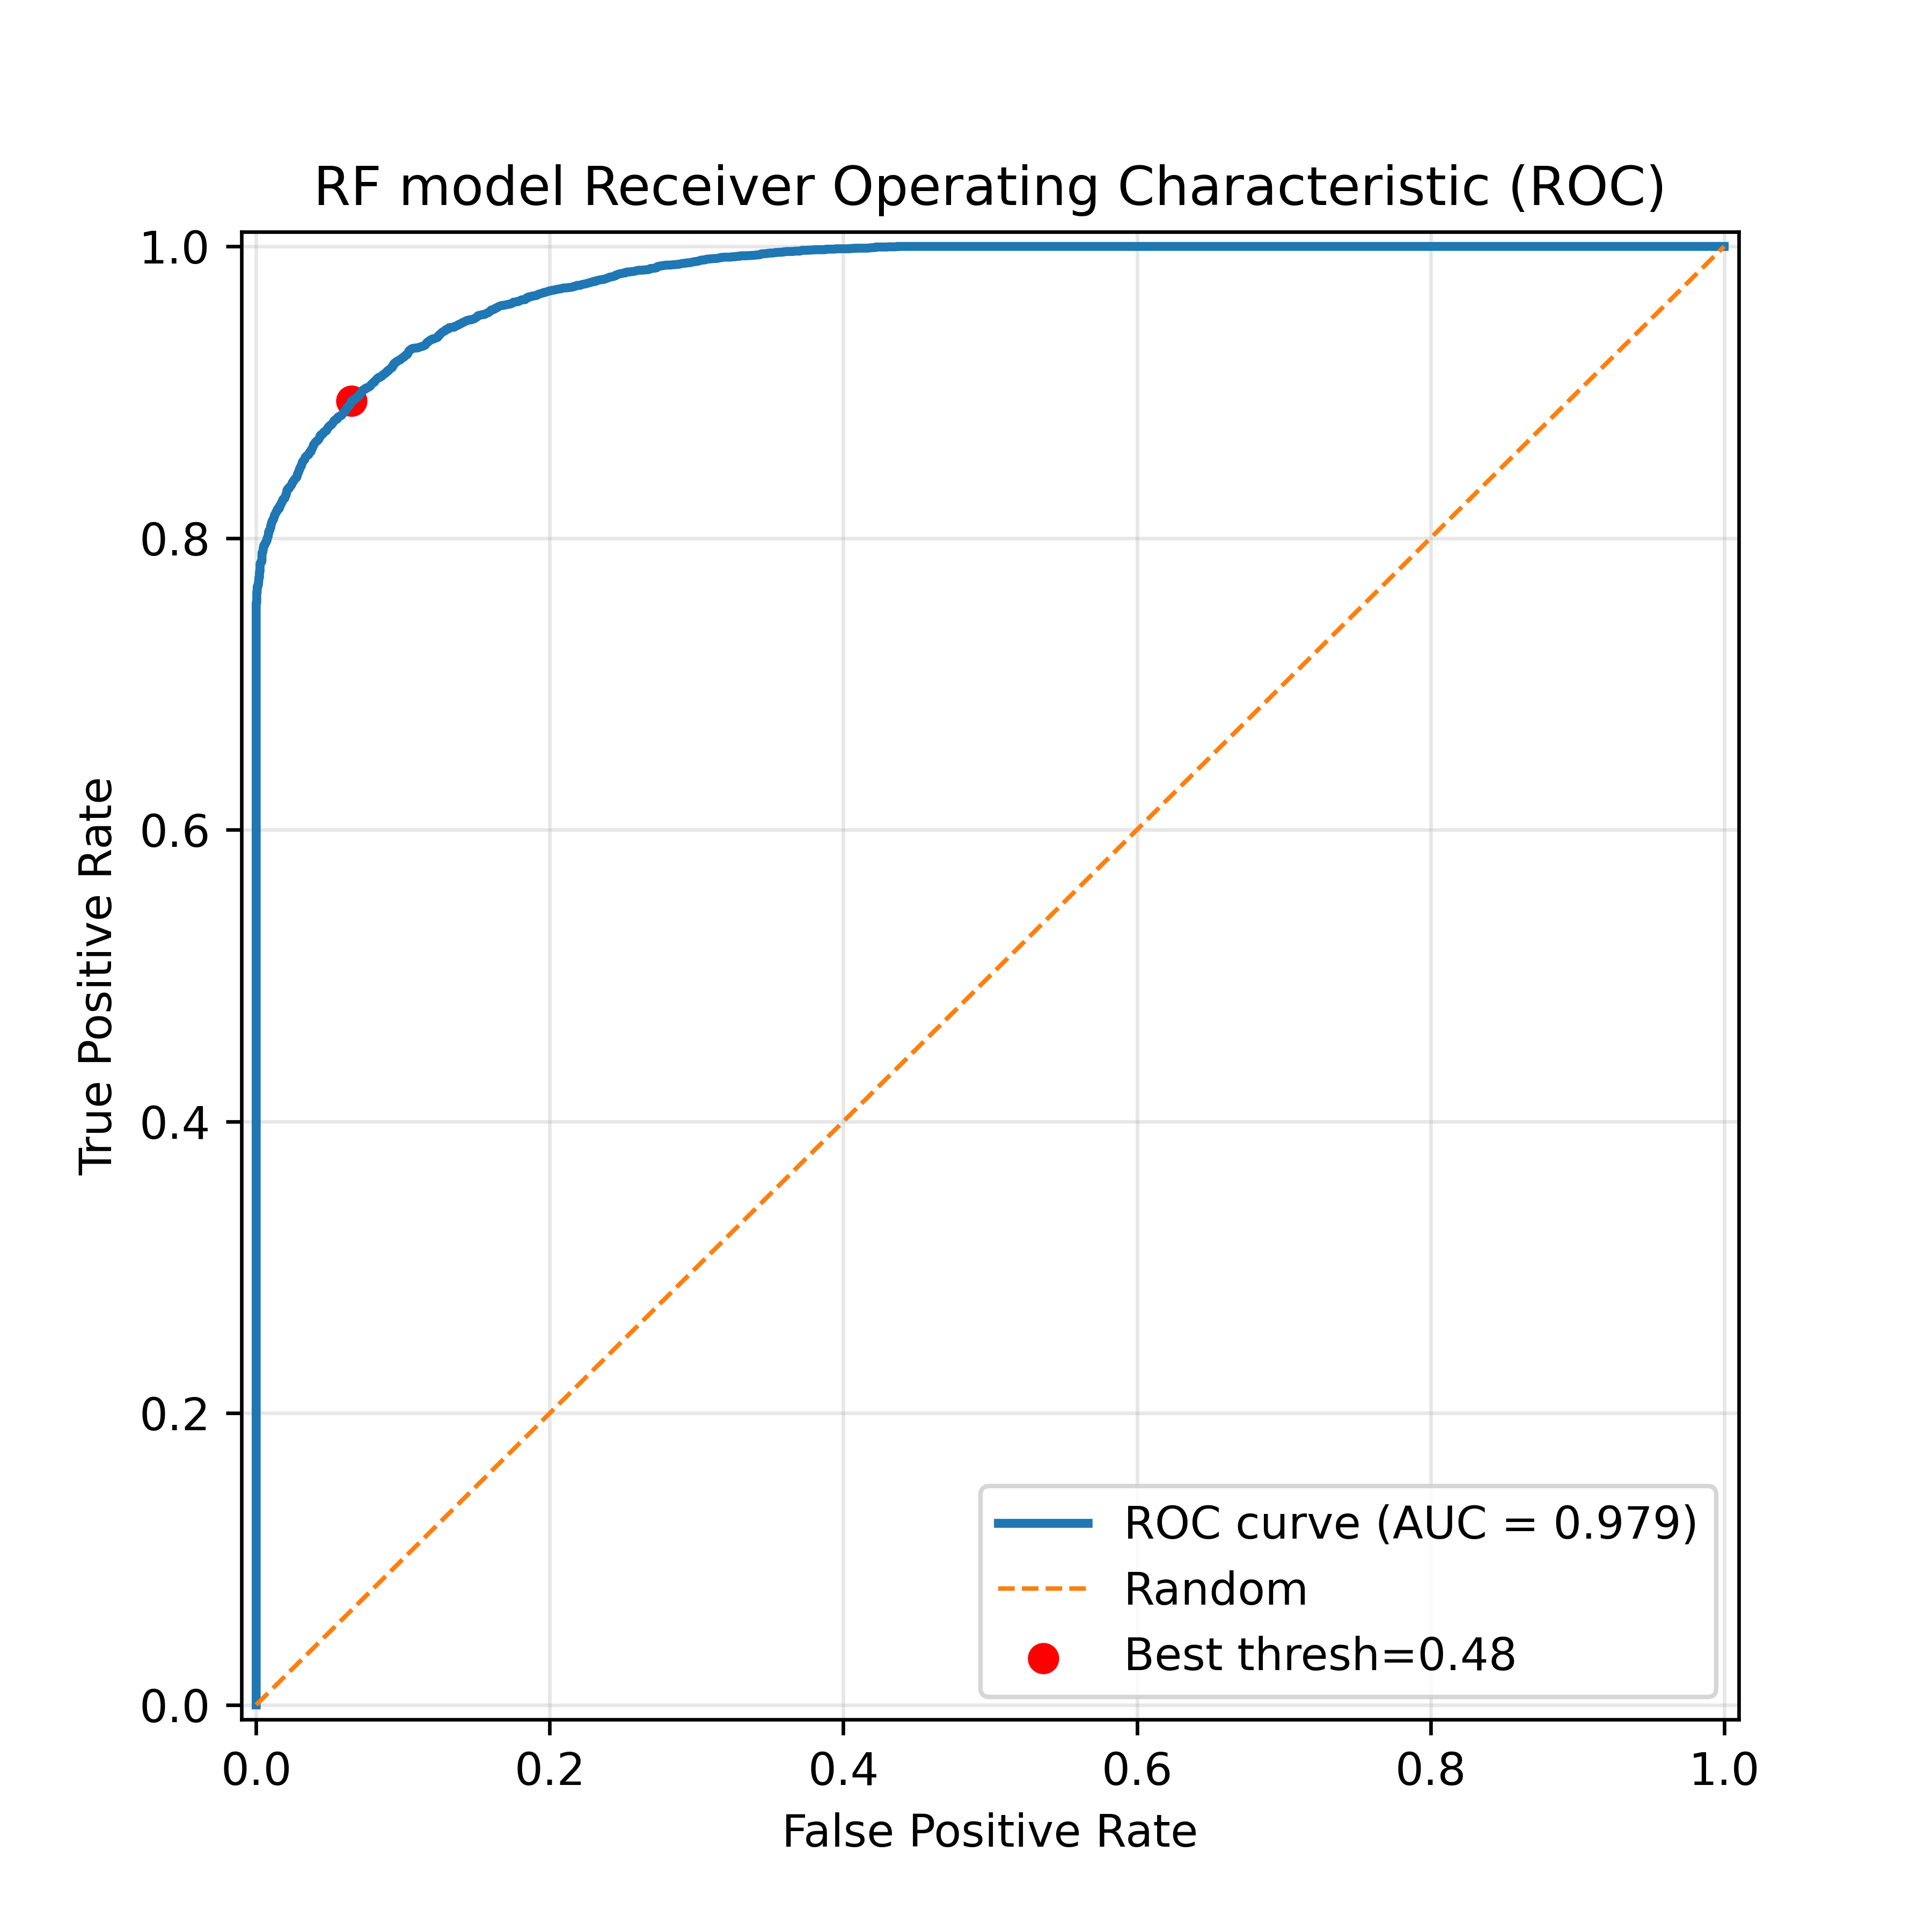 RF model Receiver Operating Characteristic (ROC)
1.0
0.8
0.6
0.4
0.2
0.0
True Positive Rate
ROC curve (AUC = 0.979)
Random
Best thresh=0.48
0.0 0.2 0.4 0.6 0.8 1.0
False Positive Rate